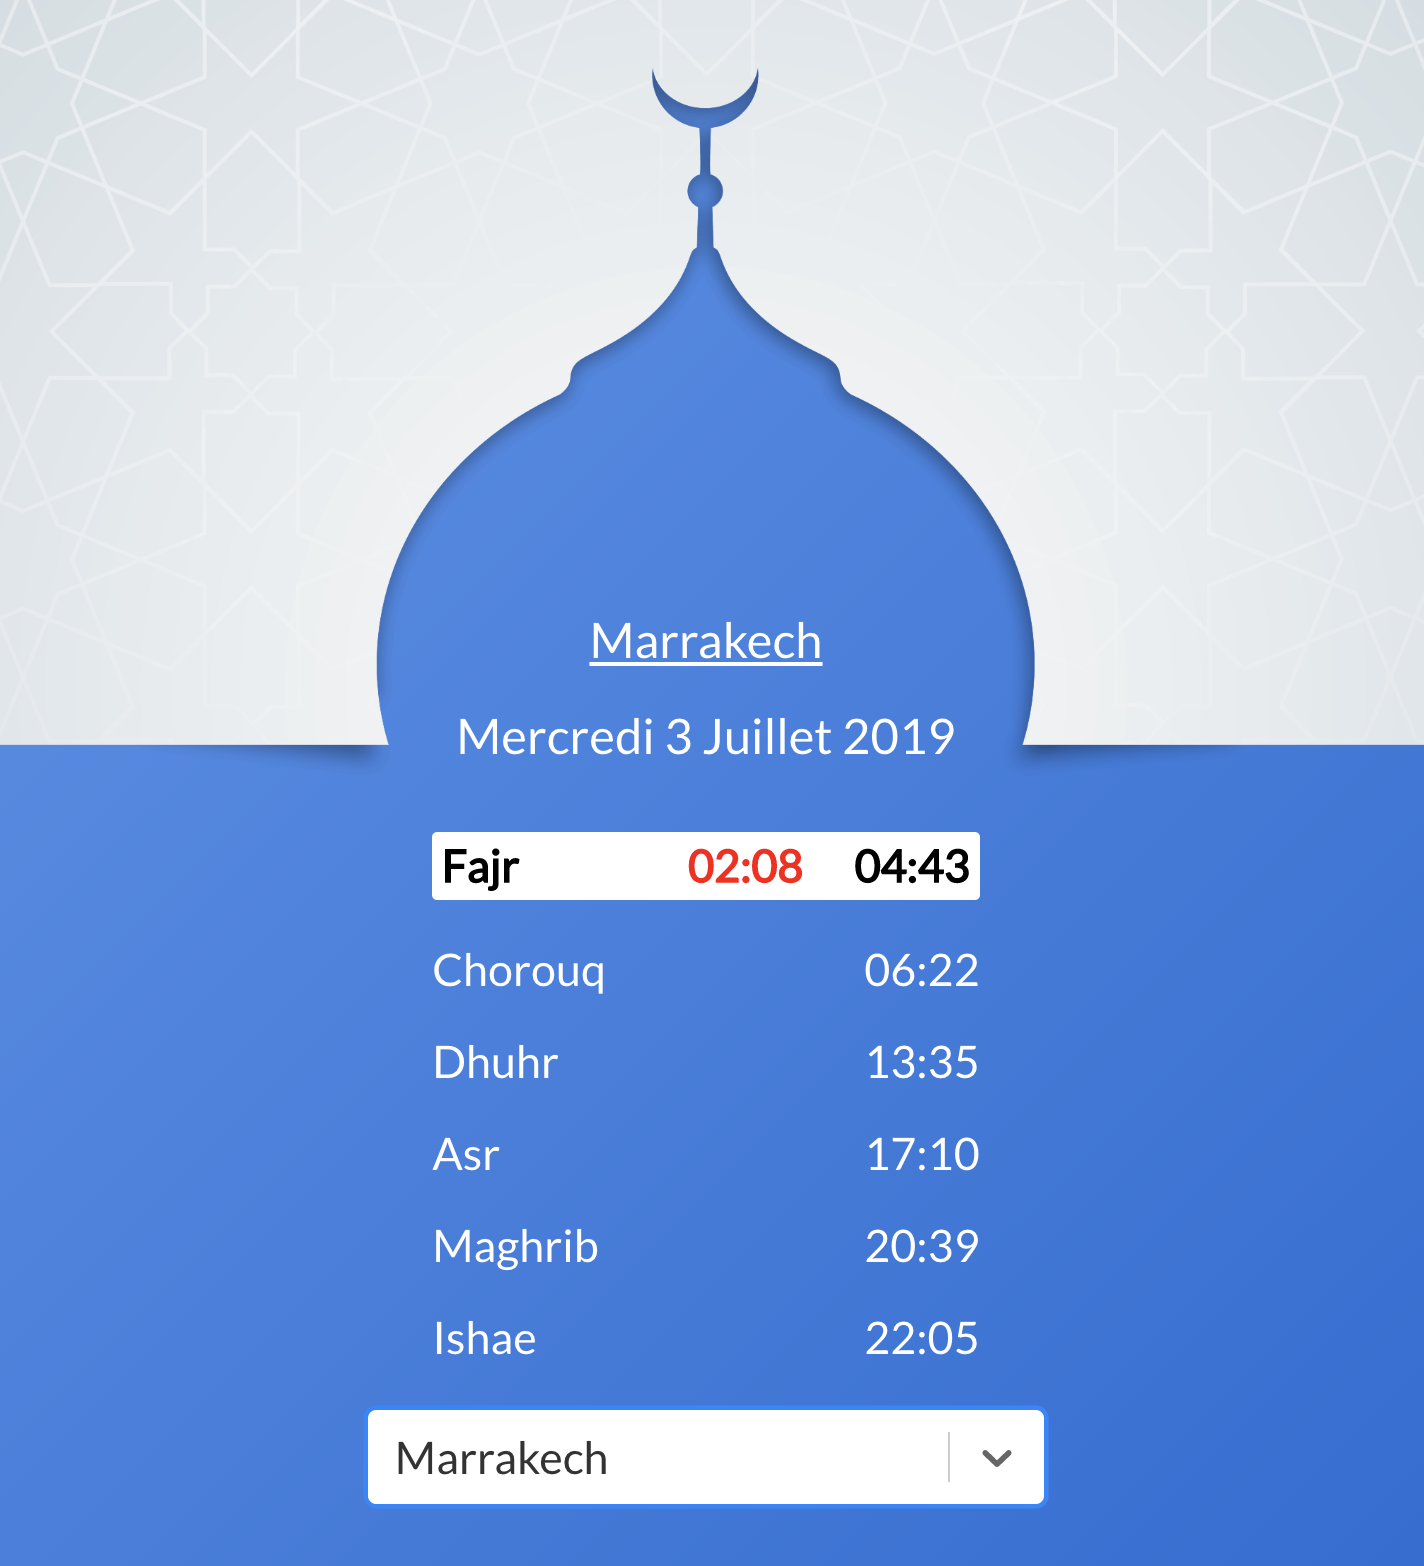 Marrakech
Mercredi 3 Juillet 2019
Fajr 02:08 04:43
Chorouq 06:22
Dhuhr 13:35
Asr 17:10
Maghrib 20:39
Ishae 22:05
Marrakech